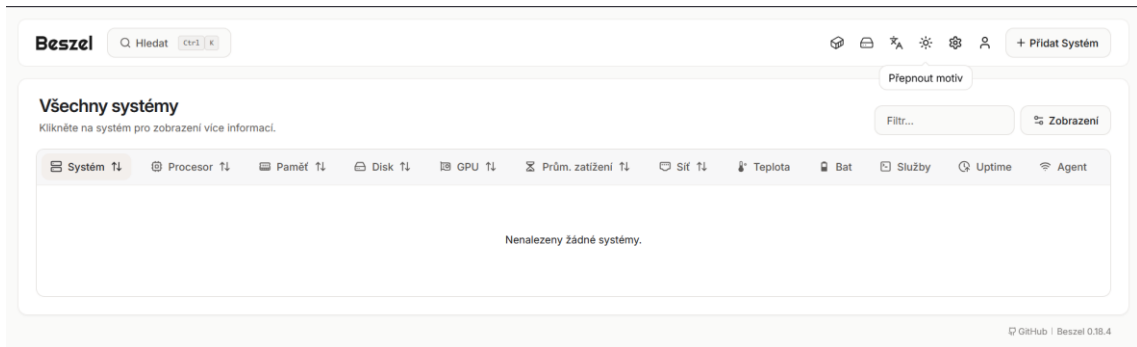 Beszel Hledat Ctrl K + Přidat Systém
Přepnout motiv
Všechny systémy
Klikněte na systém pro zobrazení více informací.
Filtr... Zobrazení
Systém Procesor Paměť Disk GPU Prům. zatížení Síť Teplota Bat Služby Uptime Agent
Nenalezeny žádné systémy.
GitHub | Beszel 0.18.4